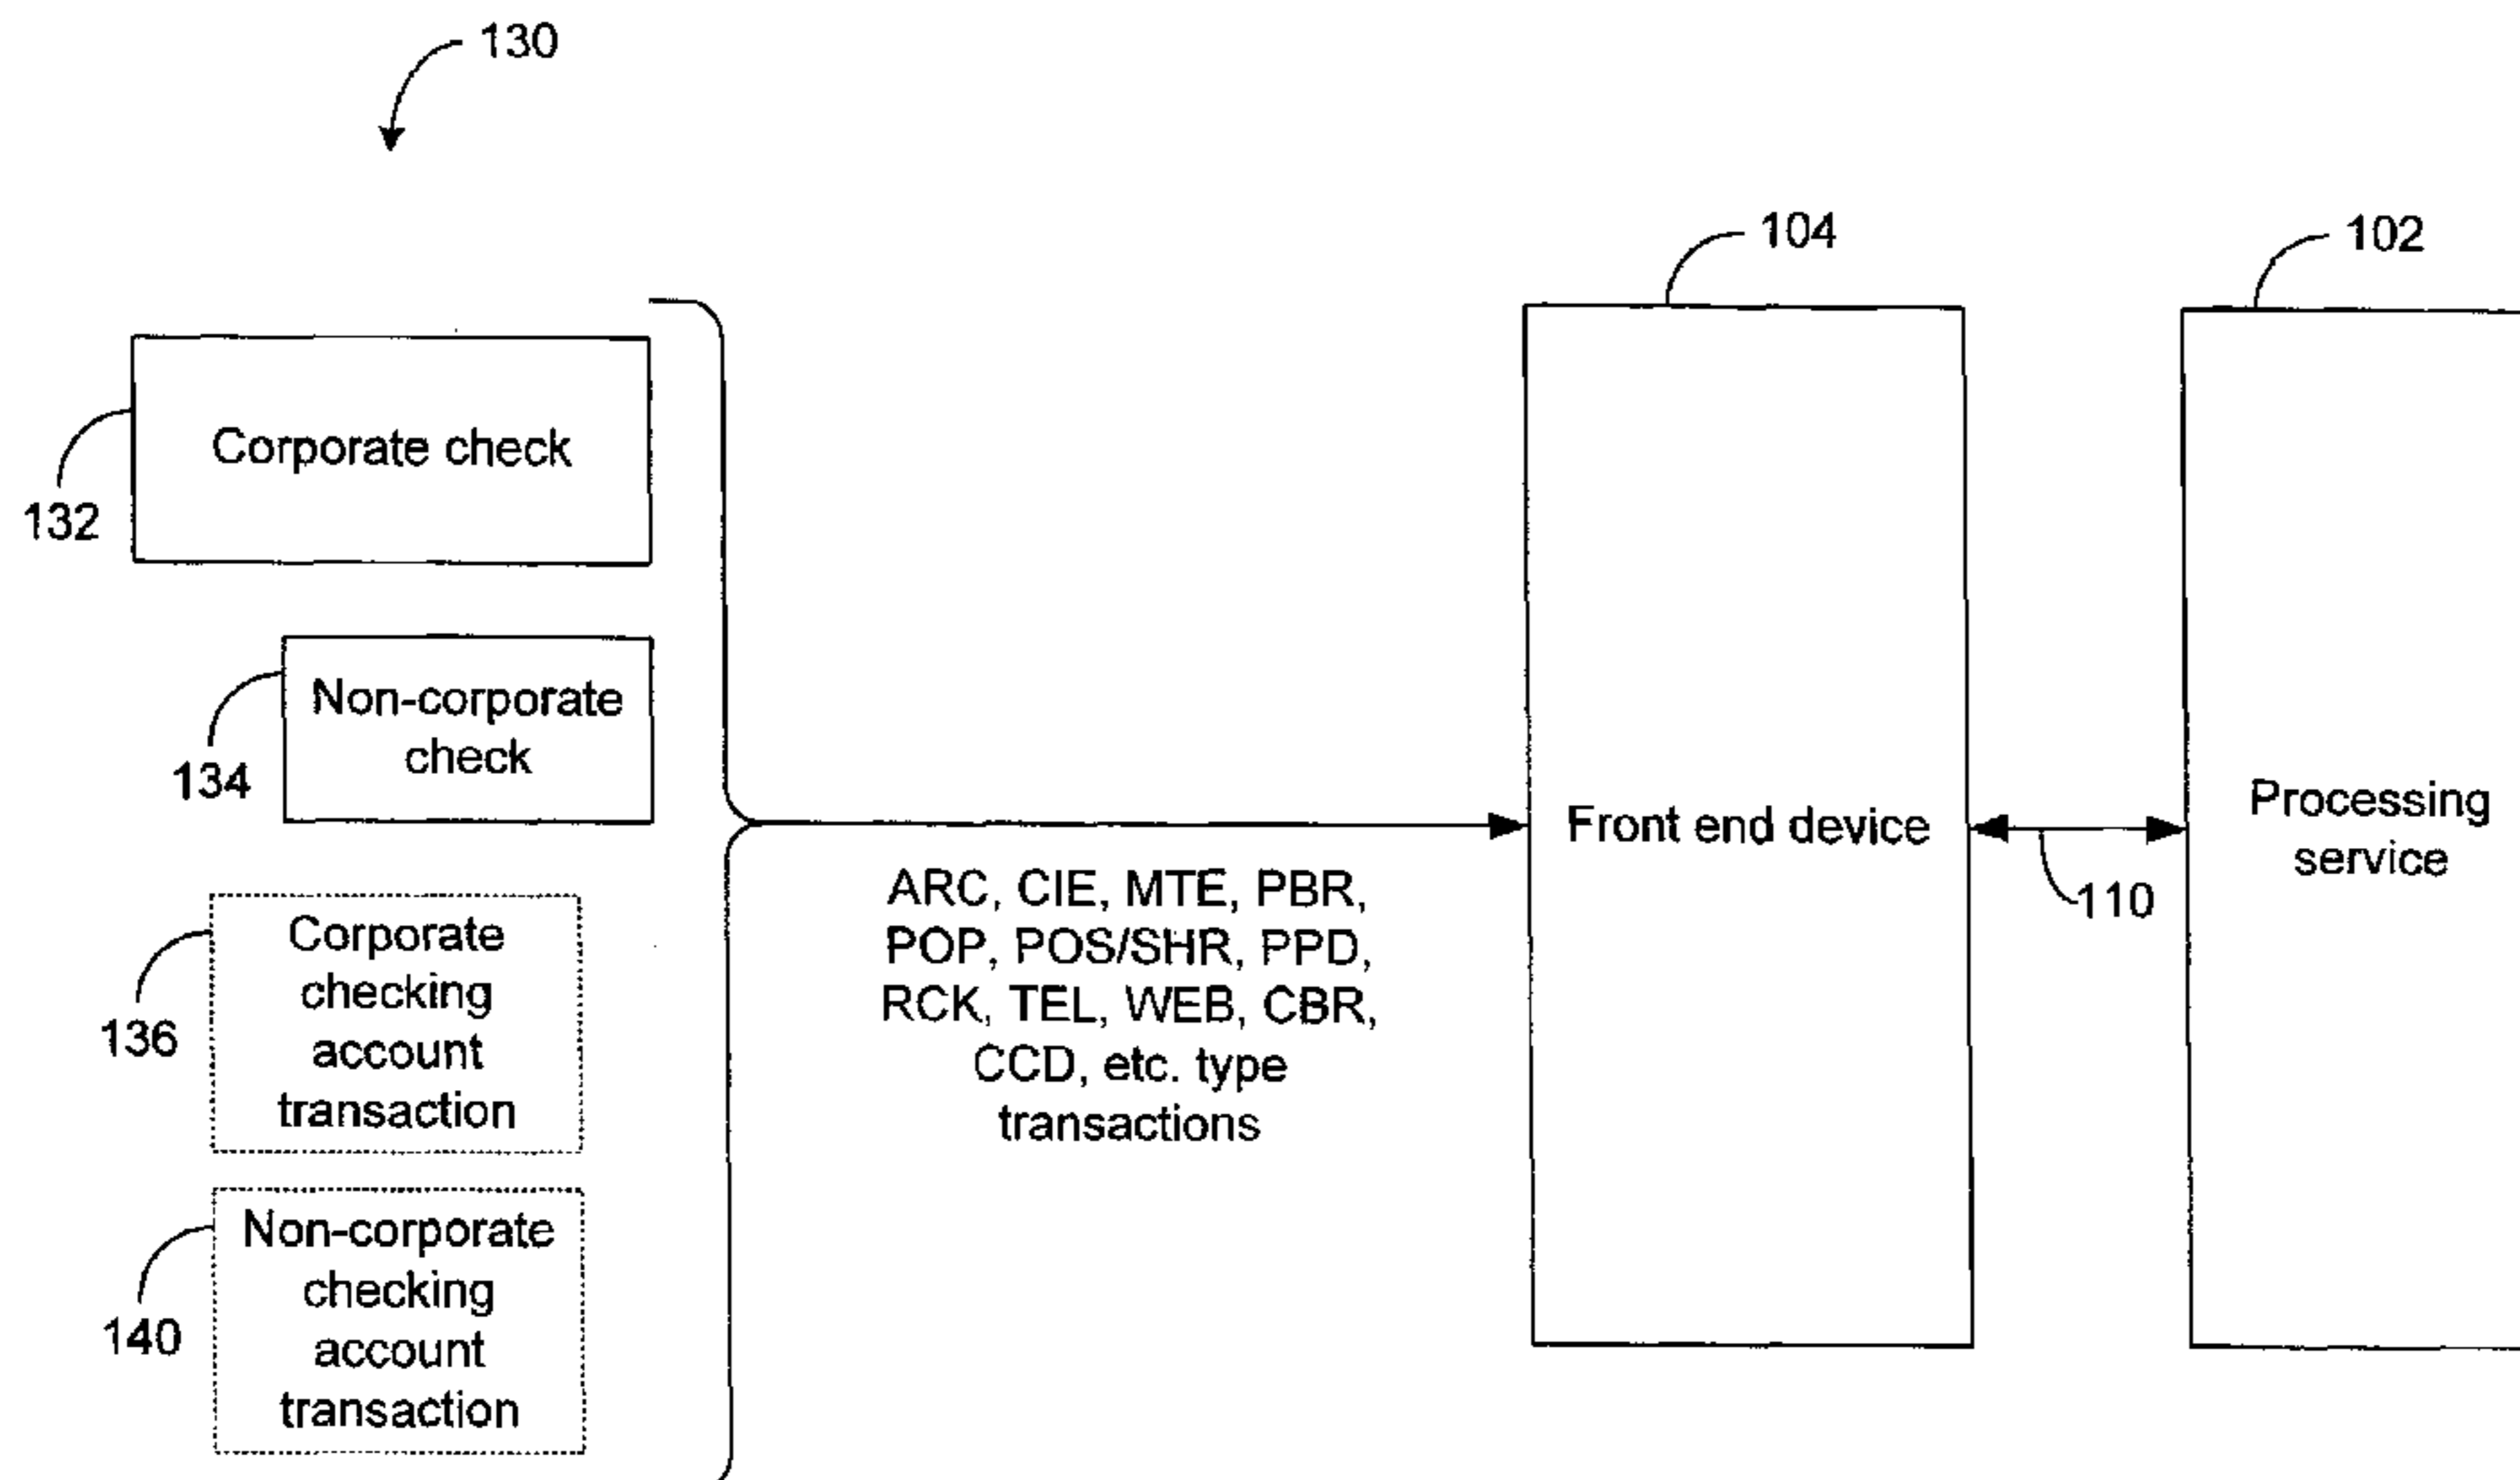 130
104
102
Corporate check
132
Non-corporate
check
134
Processing
service
Front end device
110
ARC, CIE, MTE, PBR,
POP, POS/SHR, PPD,
RCK, TEL, WEB, CBR,
CCD, etc. type
transactions
Corporate
checking
account
transaction
136
Non-corporate
checking
account
transaction
140